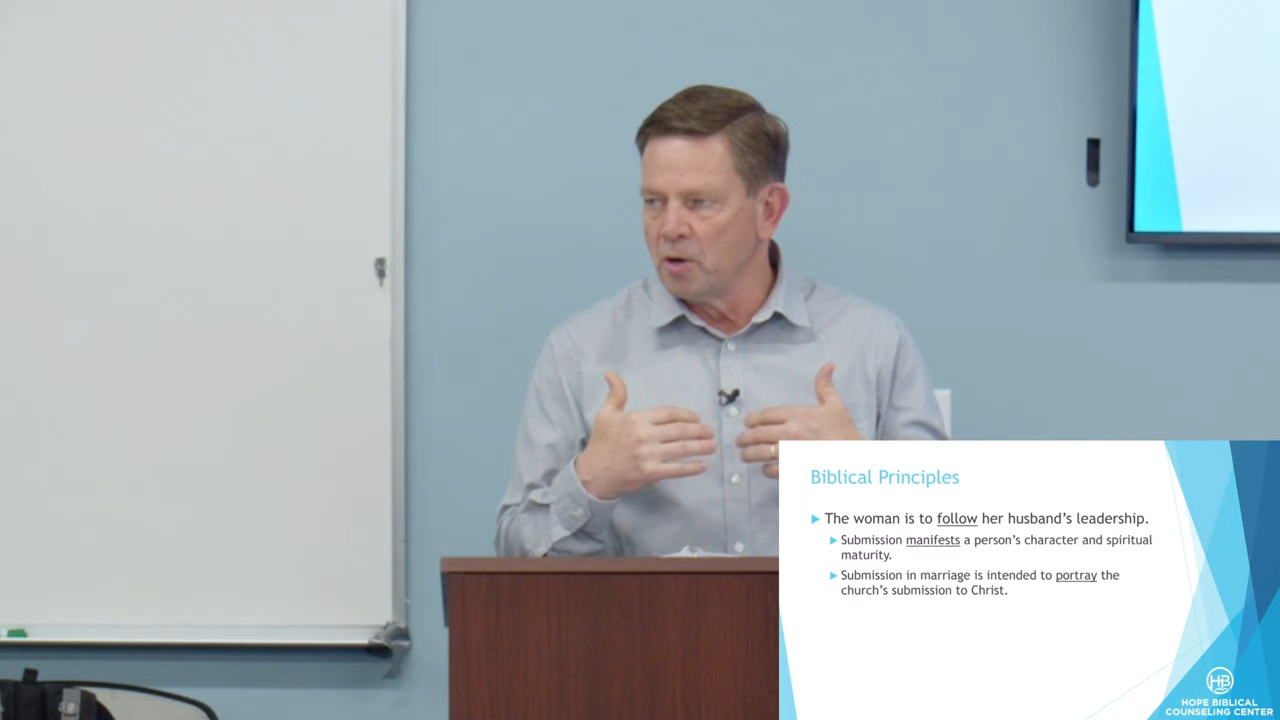 Biblical Principles
The woman is to follow her husband's leadership.
Submission manifests a person's character and spiritual
maturity.
Submission in marriage is intended to portray the
church's submission to Christ.
HB
HOPE BIBLICAL
COUNSELING CENTER